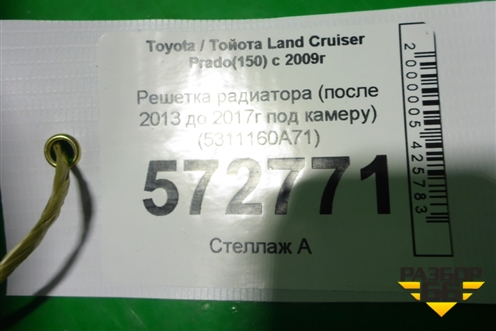 Toyota / Тойота Land Cruiser
Prado(150) с 2009г
Решетка радиатора (после
2013 до 2017г под камеру)
(5311160A71)
572771
Стеллаж А
2000005425783
РАЗБОР
66